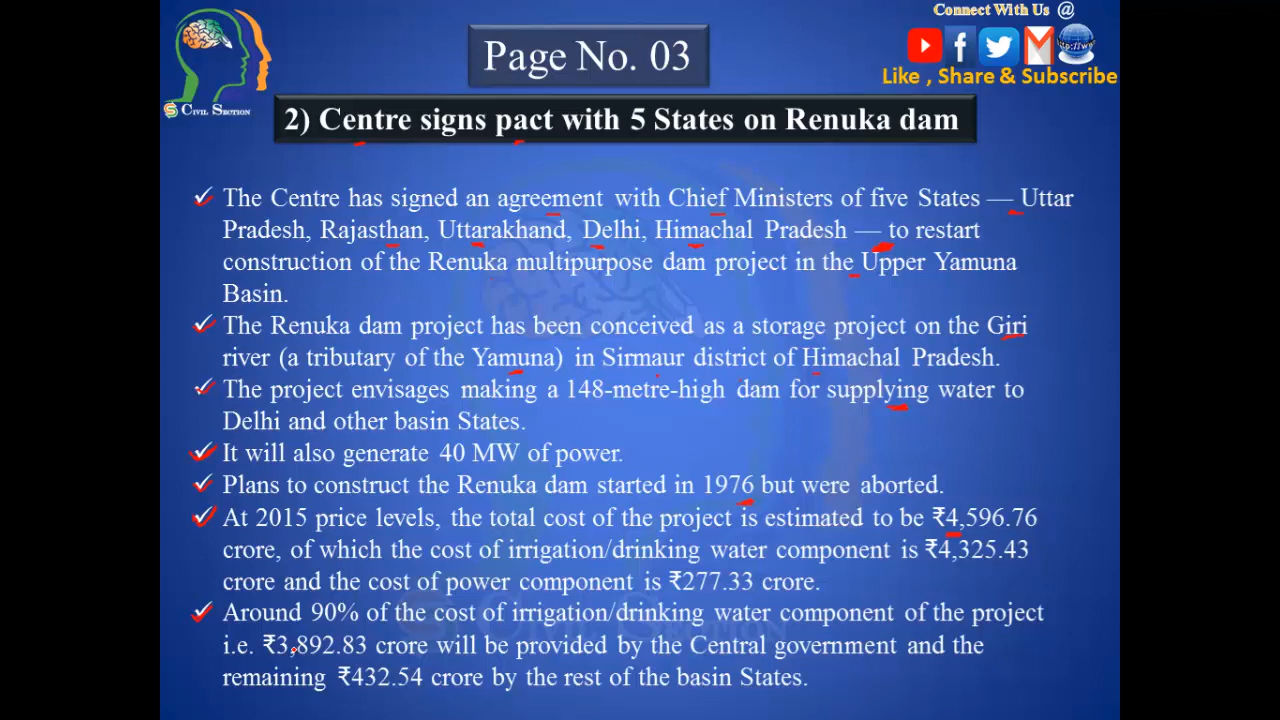 Connect With Us @
Page No. 03
http://ww
Like , Share & Subscribe
S CIVIL SECTION
2) Centre signs pact with 5 States on Renuka dam
✓ The Centre has signed an agreement with Chief Ministers of five States — Uttar
Pradesh, Rajasthan, Uttarakhand, Delhi, Himachal Pradesh — to restart
construction of the Renuka multipurpose dam project in the Upper Yamuna
Basin.
✓ The Renuka dam project has been conceived as a storage project on the Giri
river (a tributary of the Yamuna) in Sirmaur district of Himachal Pradesh.
✓ The project envisages making a 148-metre-high dam for supplying water to
Delhi and other basin States.
✓ It will also generate 40 MW of power.
✓ Plans to construct the Renuka dam started in 1976 but were aborted.
✓ At 2015 price levels, the total cost of the project is estimated to be ₹4,596.76
crore, of which the cost of irrigation/drinking water component is ₹4,325.43
crore and the cost of power component is ₹277.33 crore.
✓ Around 90% of the cost of irrigation/drinking water component of the project
i.e. ₹3,892.83 crore will be provided by the Central government and the
remaining ₹432.54 crore by the rest of the basin States.